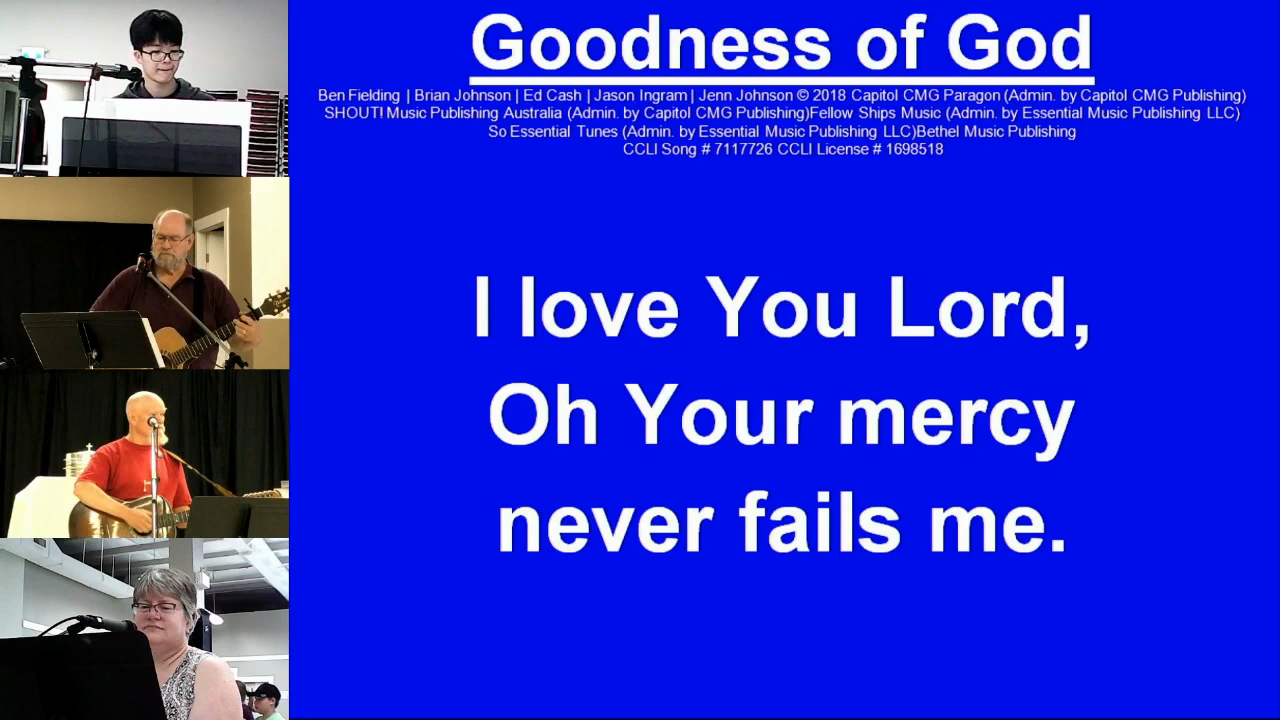 Goodness of God
Ben Fielding | Brian Johnson | Ed Cash | Jason Ingram | Jenn Johnson © 2018 Capitol CMG Paragon (Admin. by Capitol CMG Publishing)
SHOUT! Music Publishing Australia (Admin. by Capitol CMG Publishing)Fellow Ships Music (Admin. by Essential Music Publishing LLC)
So Essential Tunes (Admin. by Essential Music Publishing LLC)Bethel Music Publishing
CCLI Song # 7117726 CCLI License # 1698518
I love You Lord,
Oh Your mercy
never fails me.